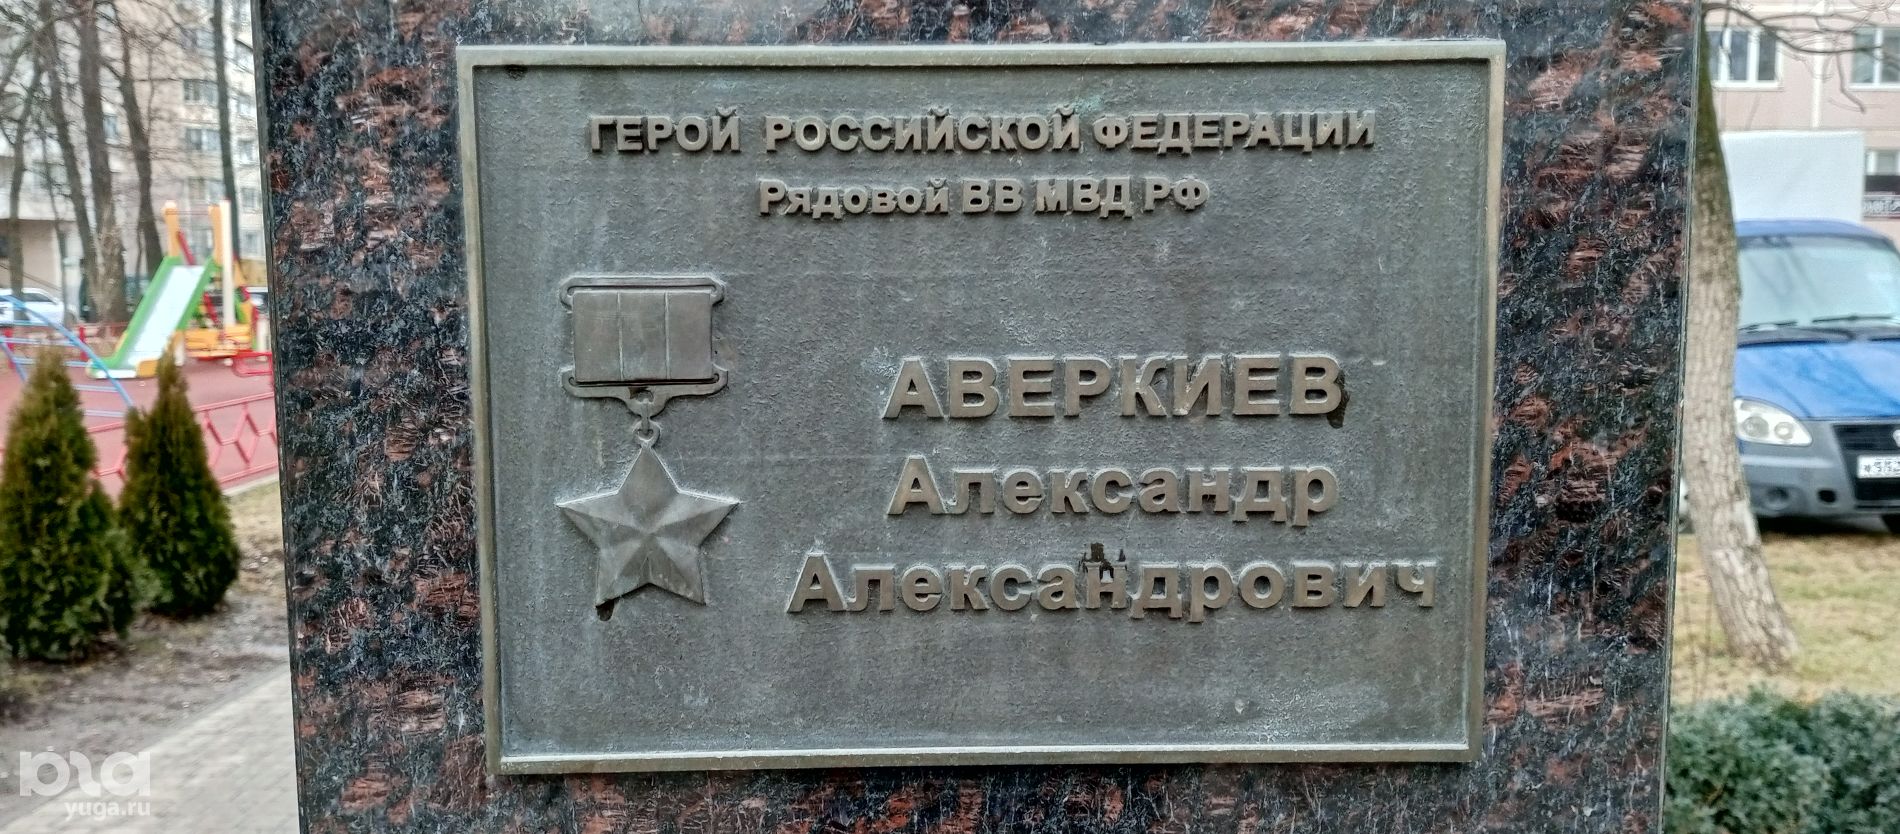 ГЕРОЙ РОССИЙСКОЙ ФЕДЕРАЦИИ
Рядовой ВВ МВД РФ
АВЕРКИЕВ
Александр
Александрович
yuga.ru